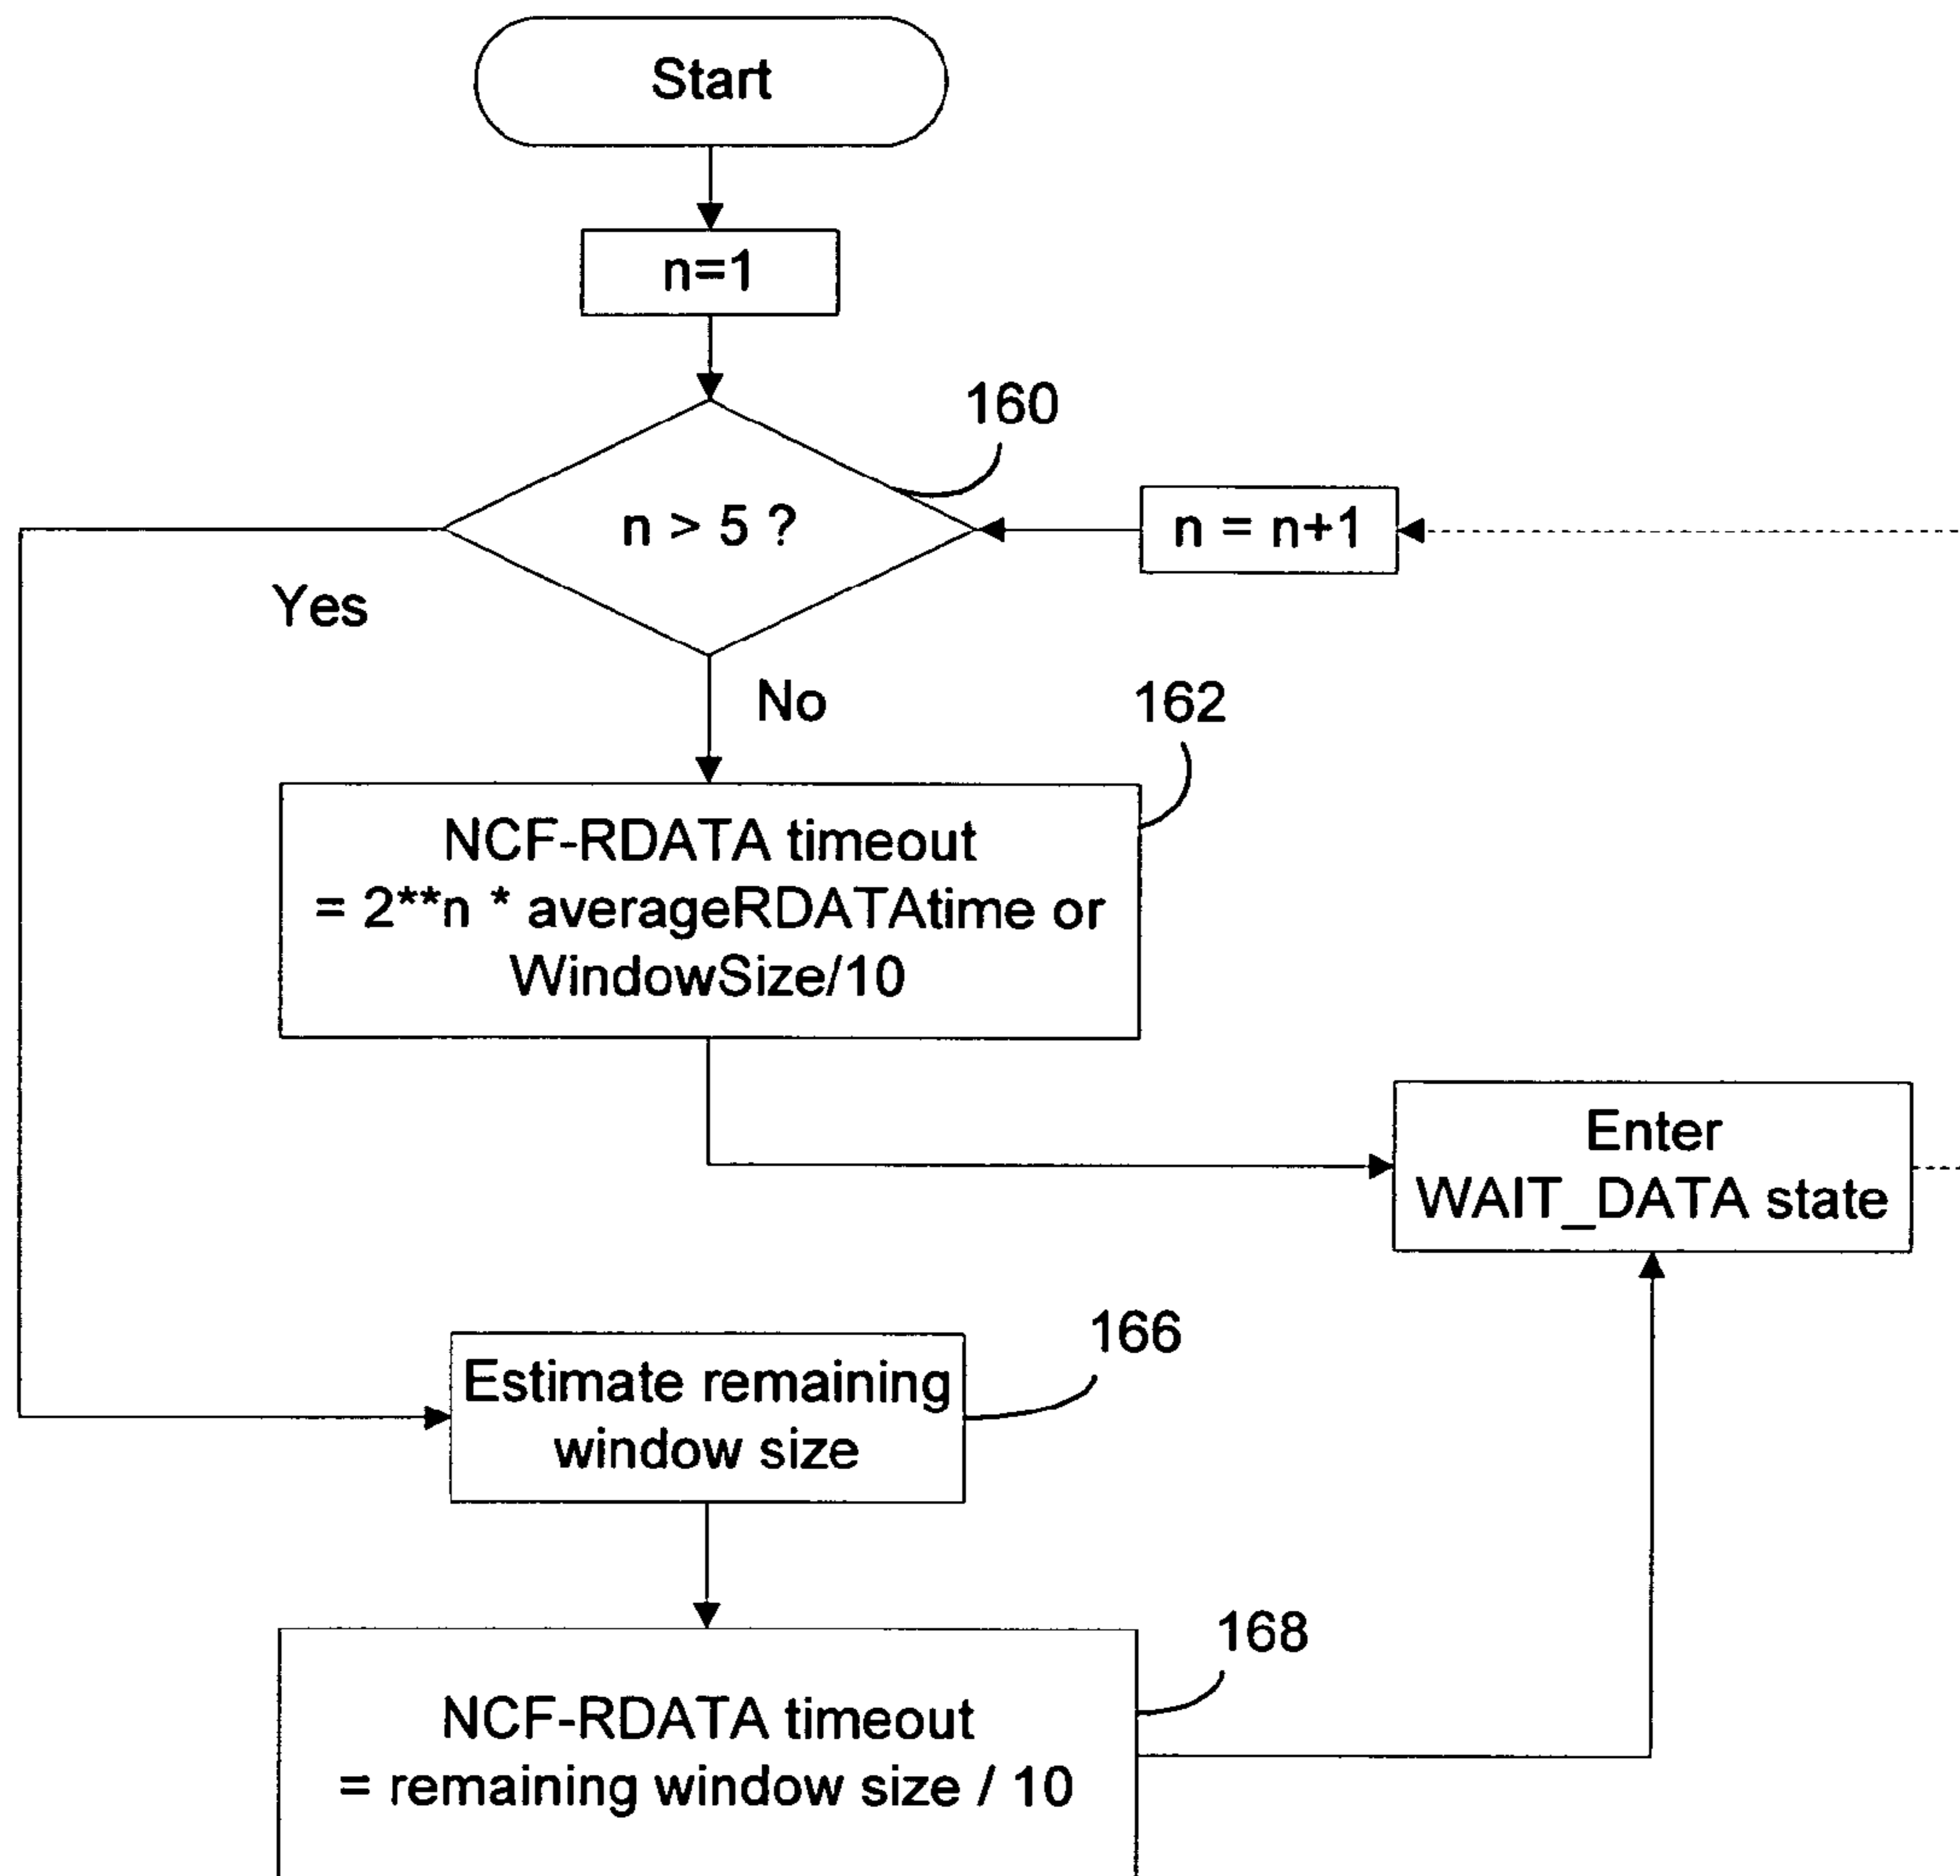 Start
n=1
160
n > 5 ?
n = n+1
Yes
No
162
NCF-RDATA timeout
= 2**n * averageRDATAtime or
WindowSize/10
Enter
WAIT_DATA state
166
Estimate remaining
window size
168
NCF-RDATA timeout
= remaining window size / 10